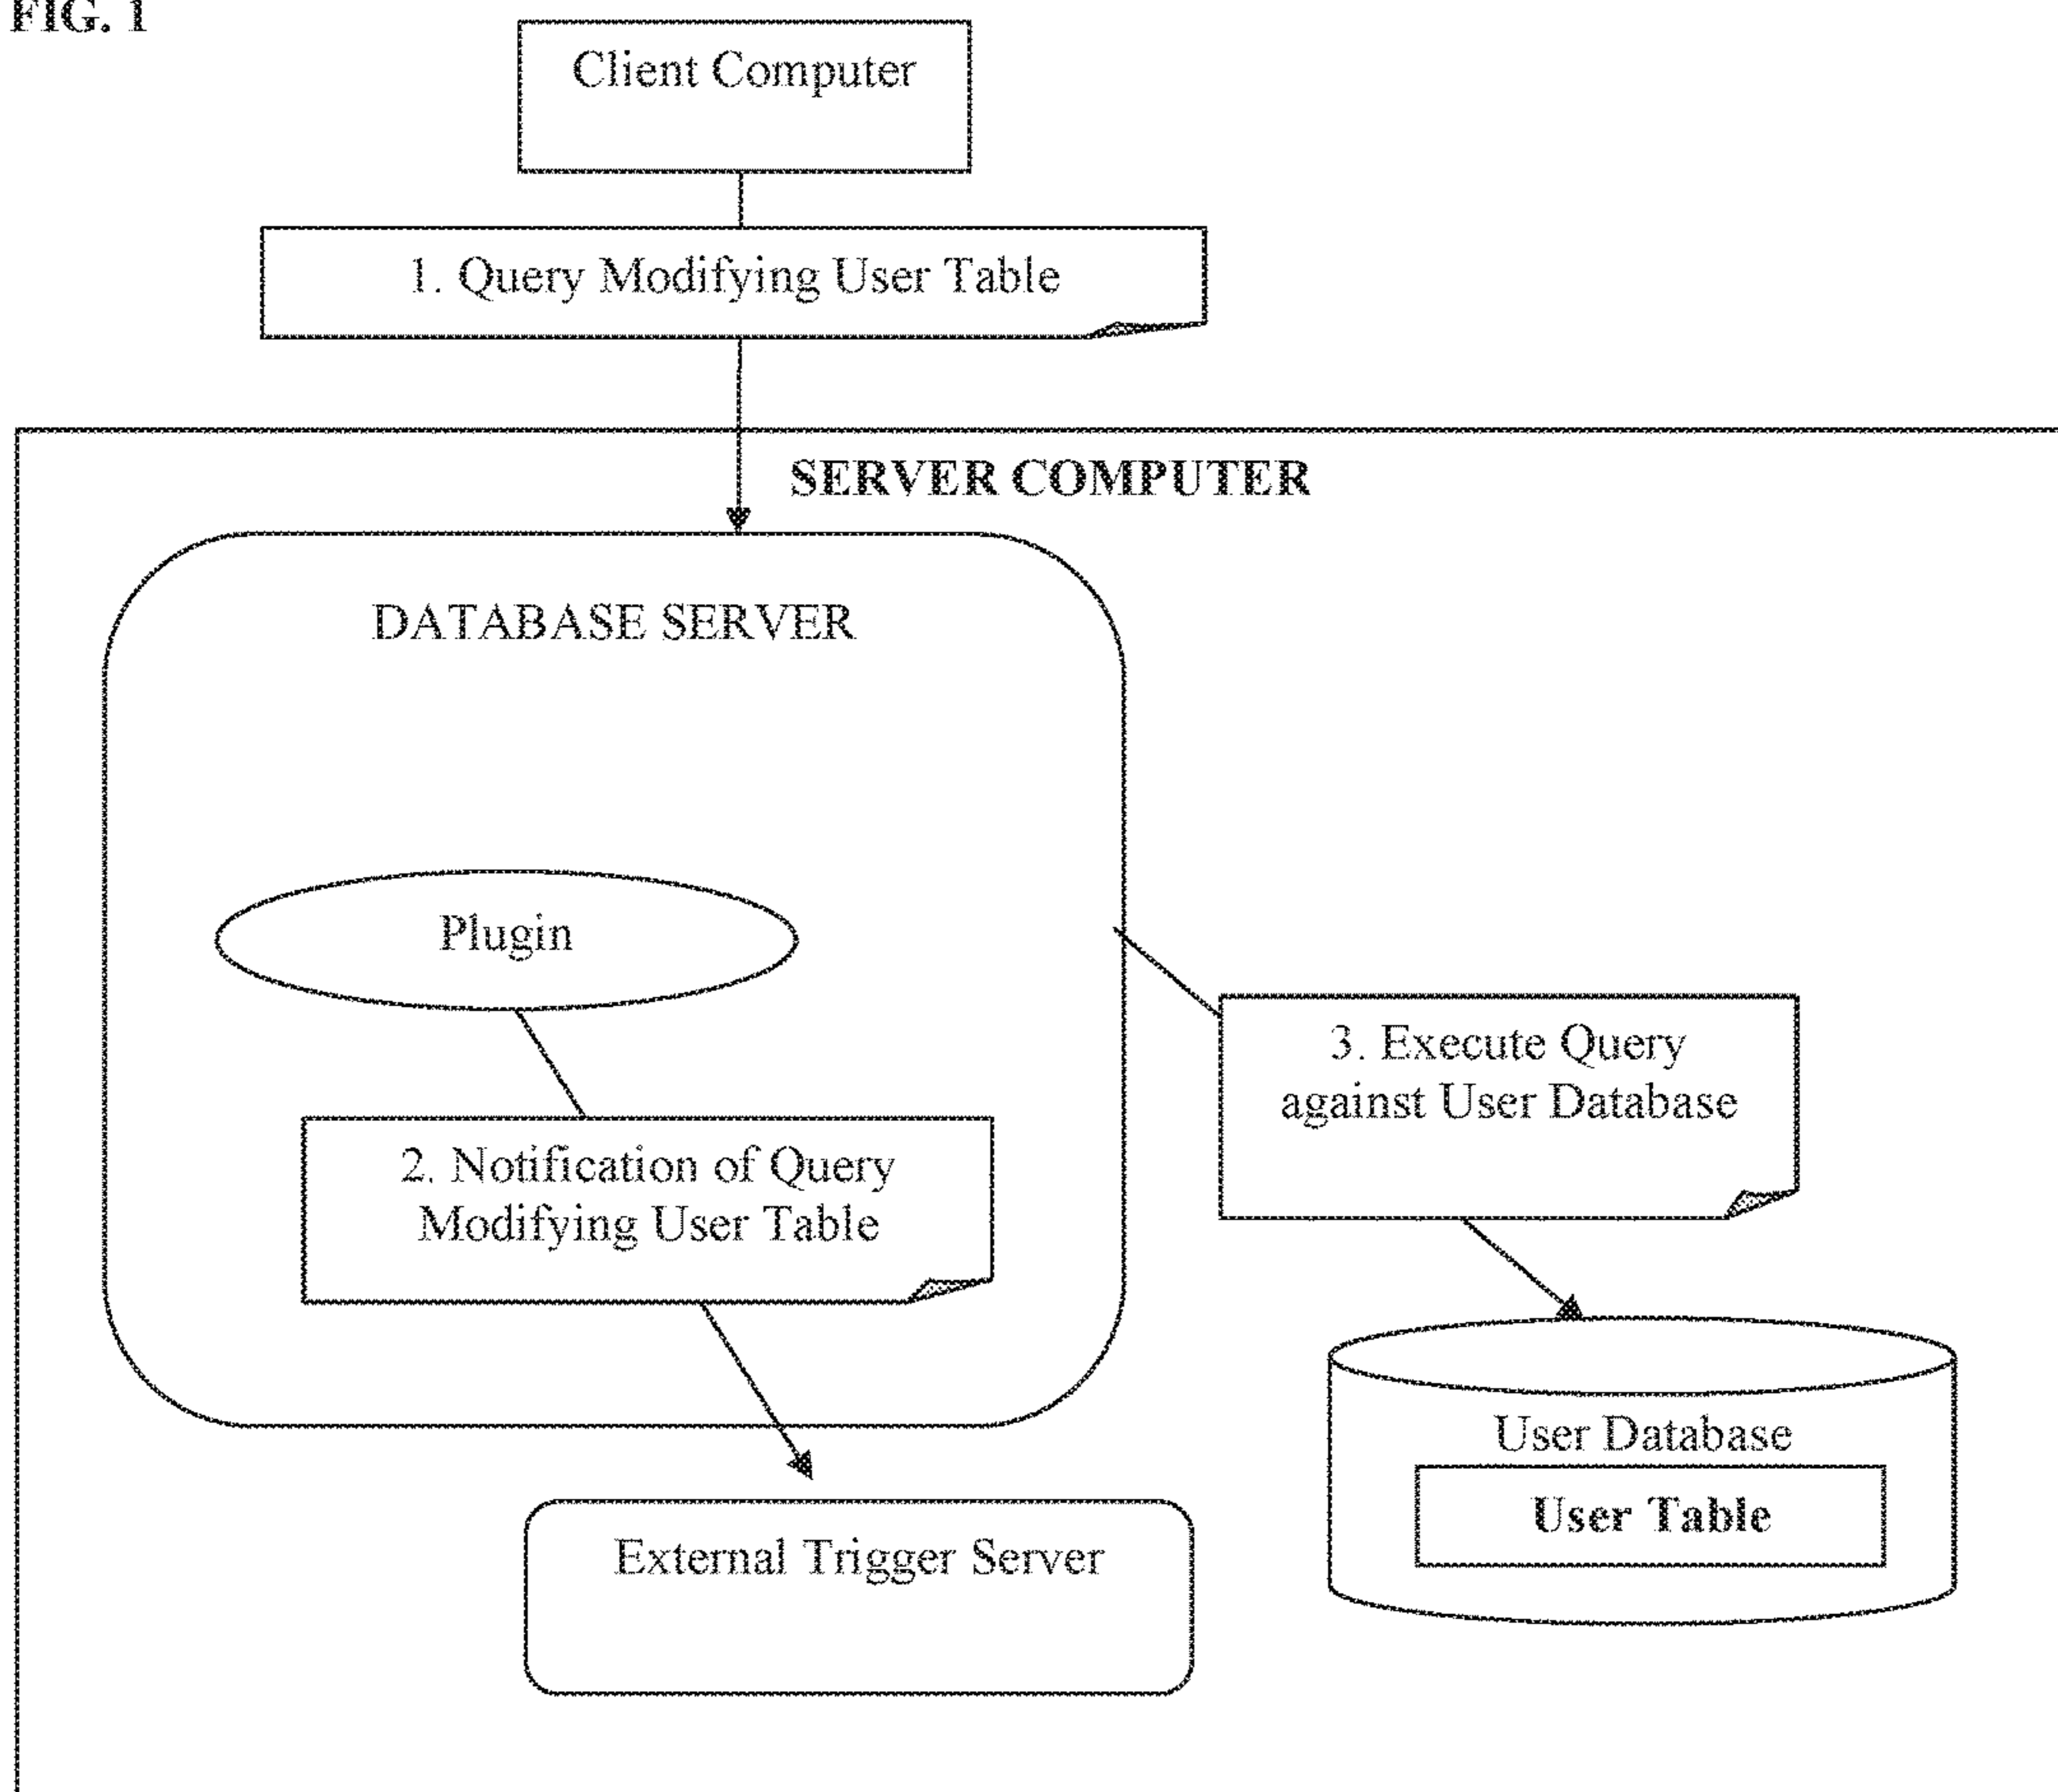 FIG. 1
Client Computer
1. Query Modifying User Table
SERVER COMPUTER
DATABASE SERVER
Plugin
2. Notification of Query
Modifying User Table
3. Execute Query
against User Database
User Database
User Table
External Trigger Server